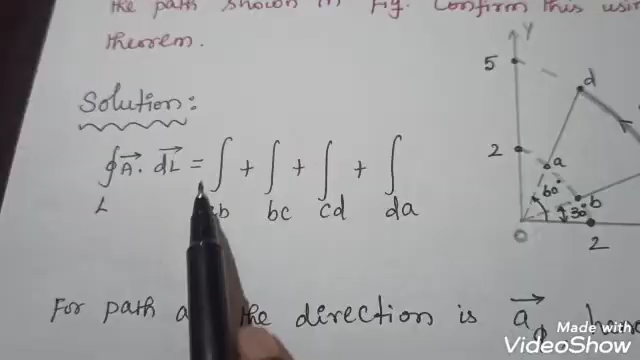 the path shown in Fig. Confirm this using
theorem.
Solution:
∮ A⃗. dL⃗ = ∫ + ∫ + ∫ + ∫
L bc cd da
Y
5
d
2
a
60°
b
30°
0
2
For path the direction is a⃗ϕ
Made with
VideoShow